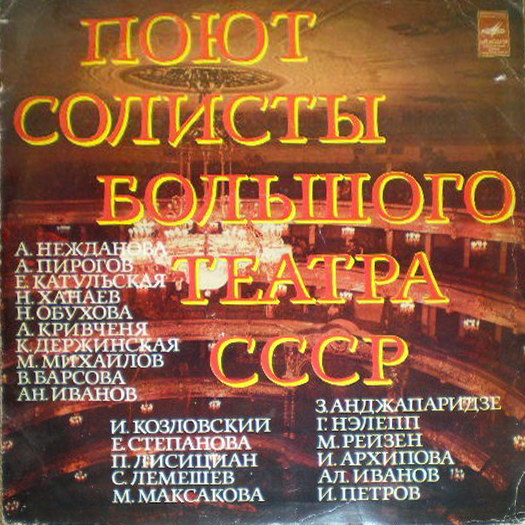 ПОЮТ
СОЛИСТЫ
БОЛЬШОГО
ТЕАТРА
СССР
А. НЕЖДАНОВА
А. ПИРОГОВ
Е. КАТУЛЬСКАЯ
Н. ХАНАЕВ
Н. ОБУХОВА
А. КРИВЧЕНЯ
К. ДЕРЖИНСКАЯ
М. МИХАЙЛОВ
В. БАРСОВА
АН. ИВАНОВ
И. КОЗЛОВСКИЙ
Е. СТЕПАНОВА
П. ЛИСИЦИАН
С. ЛЕМЕШЕВ
М. МАКСАКОВА
З. АНДЖАПАРИДЗЕ
Г. НЭЛЕПП
М. РЕЙЗЕН
И. АРХИПОВА
АЛ. ИВАНОВ
И. ПЕТРОВ